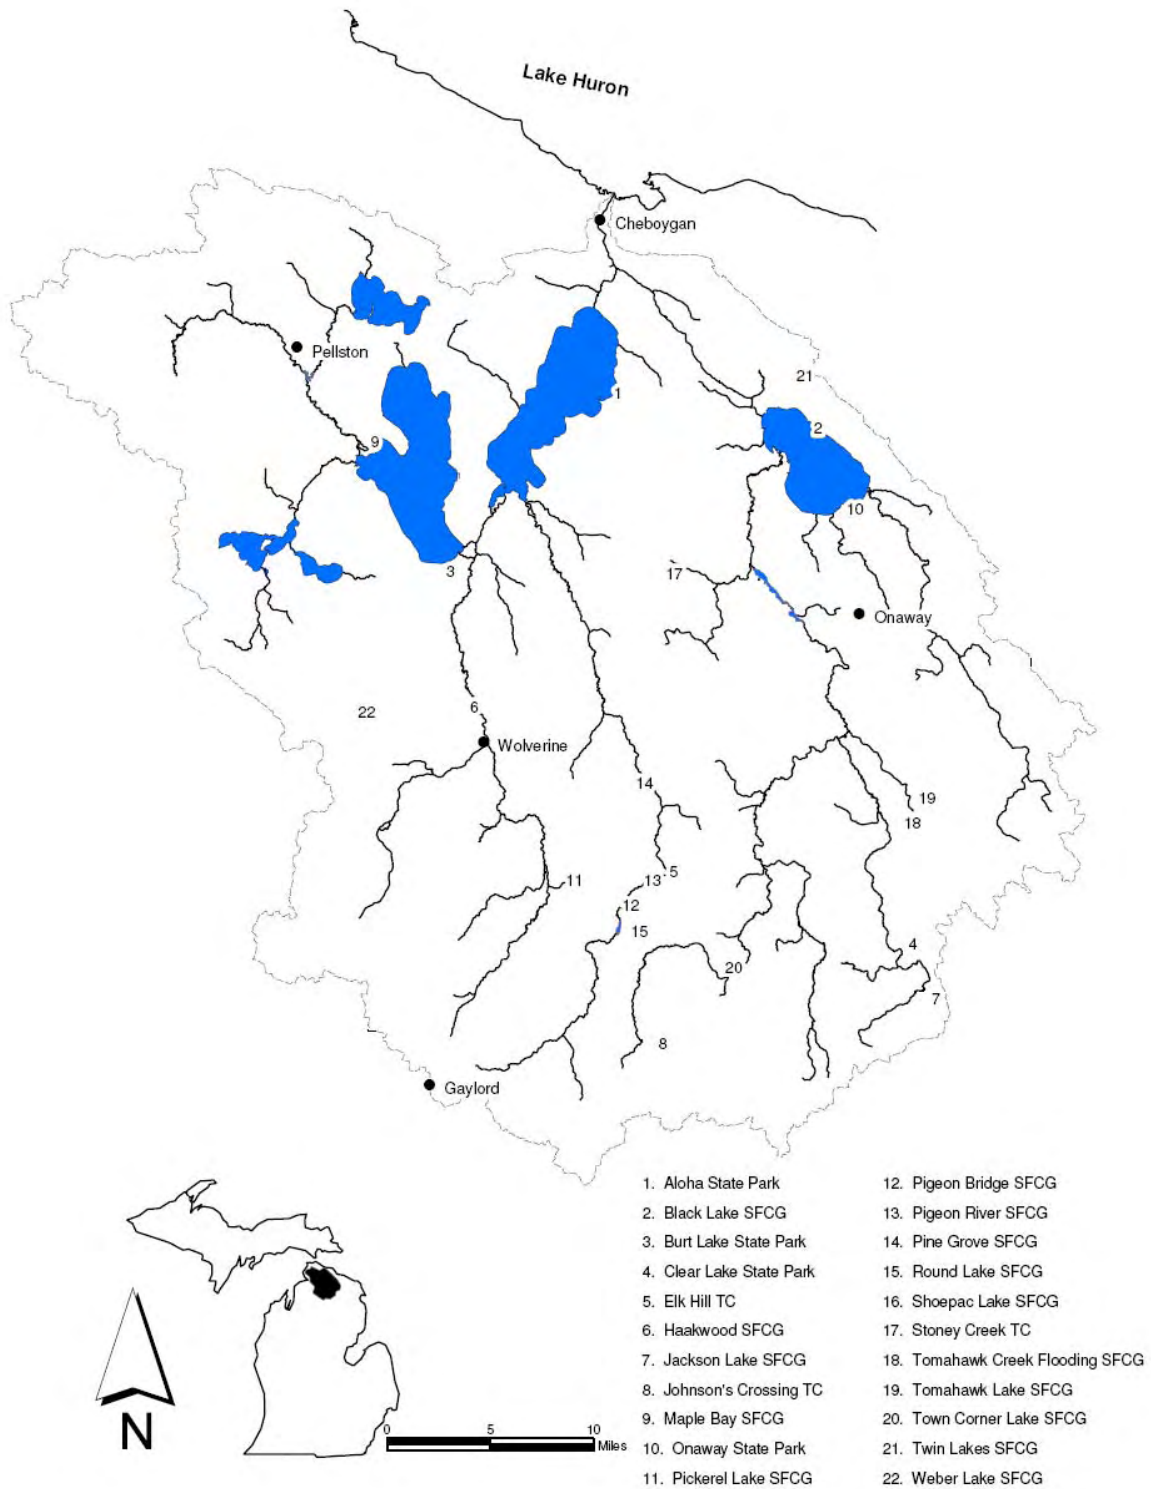 Lake Huron
Cheboygan
Pellston
21
1
2
9
10
3
17
Onaway
6
22
Wolverine
14
19
18
5
13
11
12
15
4
20
7
8
Gaylord
1. Aloha State Park
2. Black Lake SFCG
3. Burt Lake State Park
4. Clear Lake State Park
5. Elk Hill TC
6. Haakwood SFCG
7. Jackson Lake SFCG
8. Johnson's Crossing TC
9. Maple Bay SFCG
10. Onaway State Park
11. Pickerel Lake SFCG
12. Pigeon Bridge SFCG
13. Pigeon River SFCG
14. Pine Grove SFCG
15. Round Lake SFCG
16. Shoepac Lake SFCG
17. Stoney Creek TC
18. Tomahawk Creek Flooding SFCG
19. Tomahawk Lake SFCG
20. Town Corner Lake SFCG
21. Twin Lakes SFCG
22. Weber Lake SFCG
N
0 5 10
Miles